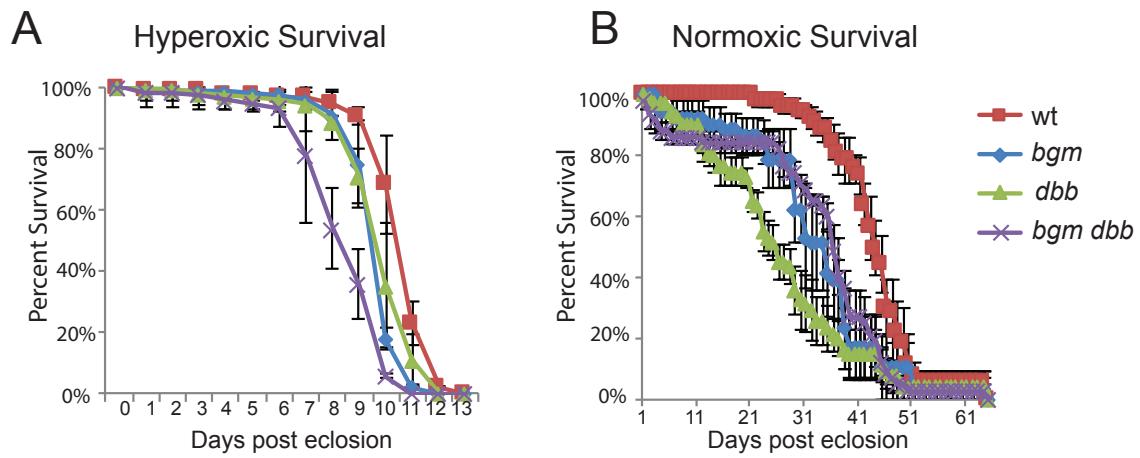 A
Hyperoxic Survival
Percent Survival
100%
80%
60%
40%
20%
0%
0 1 2 3 4 5 6 7 8 9 10 11 12 13
Days post eclosion
B
Normoxic Survival
Percent Survival
100%
80%
60%
40%
20%
0%
1 11 21 31 41 51 61
Days post eclosion
wt
bgm
dbb
bgm dbb